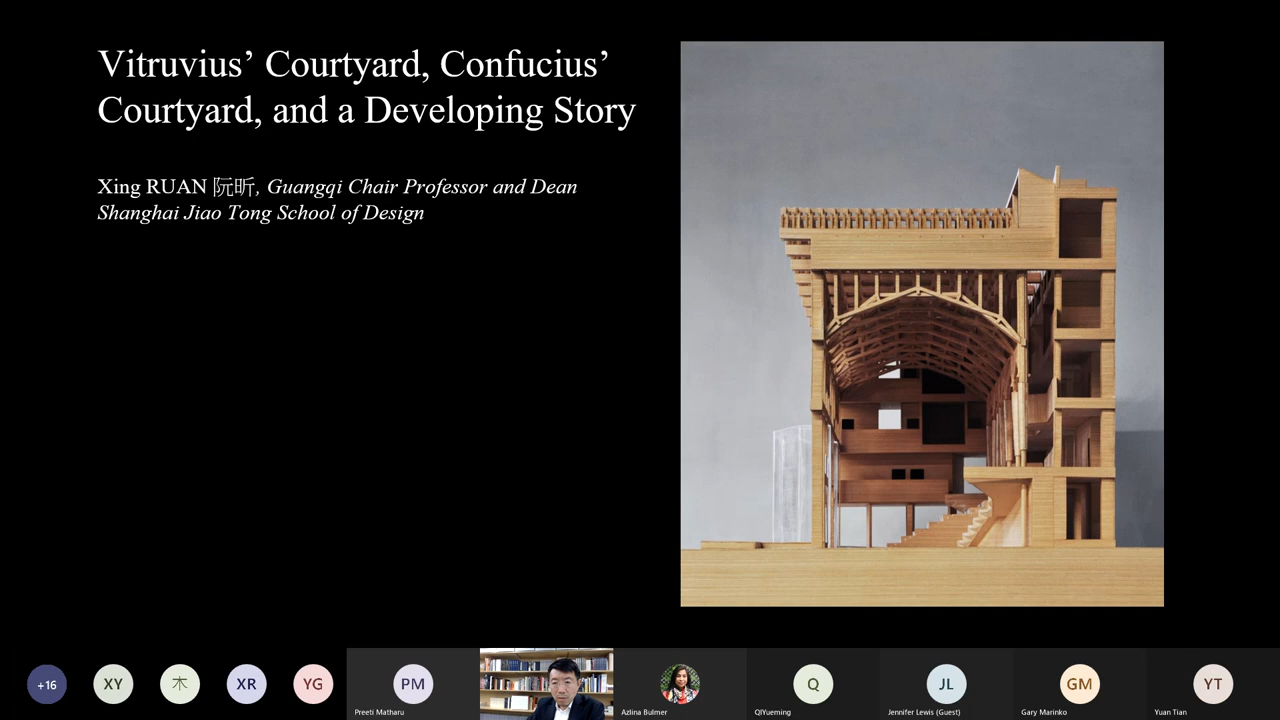 Vitruvius’ Courtyard, Confucius’
Courtyard, and a Developing Story
Xing RUAN 阮昕, Guangqi Chair Professor and Dean
Shanghai Jiao Tong School of Design
+16
XY
木
XR
YG
PM
Q
JL
GM
YT
Preeti Matharu
Azlina Bulmer
QIYueming
Jennifer Lewis (Guest)
Gary Marinko
Yuan Tian